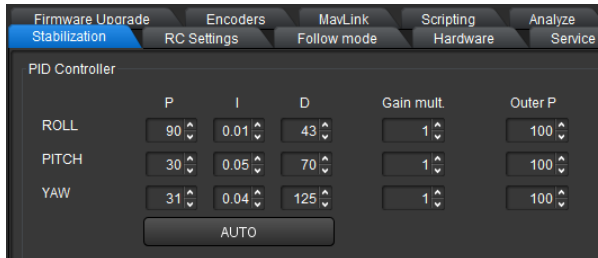 Firmware Upgrade Encoders MavLink Scripting Analyze
Stabilization RC Settings Follow mode Hardware Service
PID Controller
P I D Gain mult. Outer P
ROLL 90 0.01 43 1 100
PITCH 30 0.05 70 1 100
YAW 31 0.04 125 1 100
AUTO